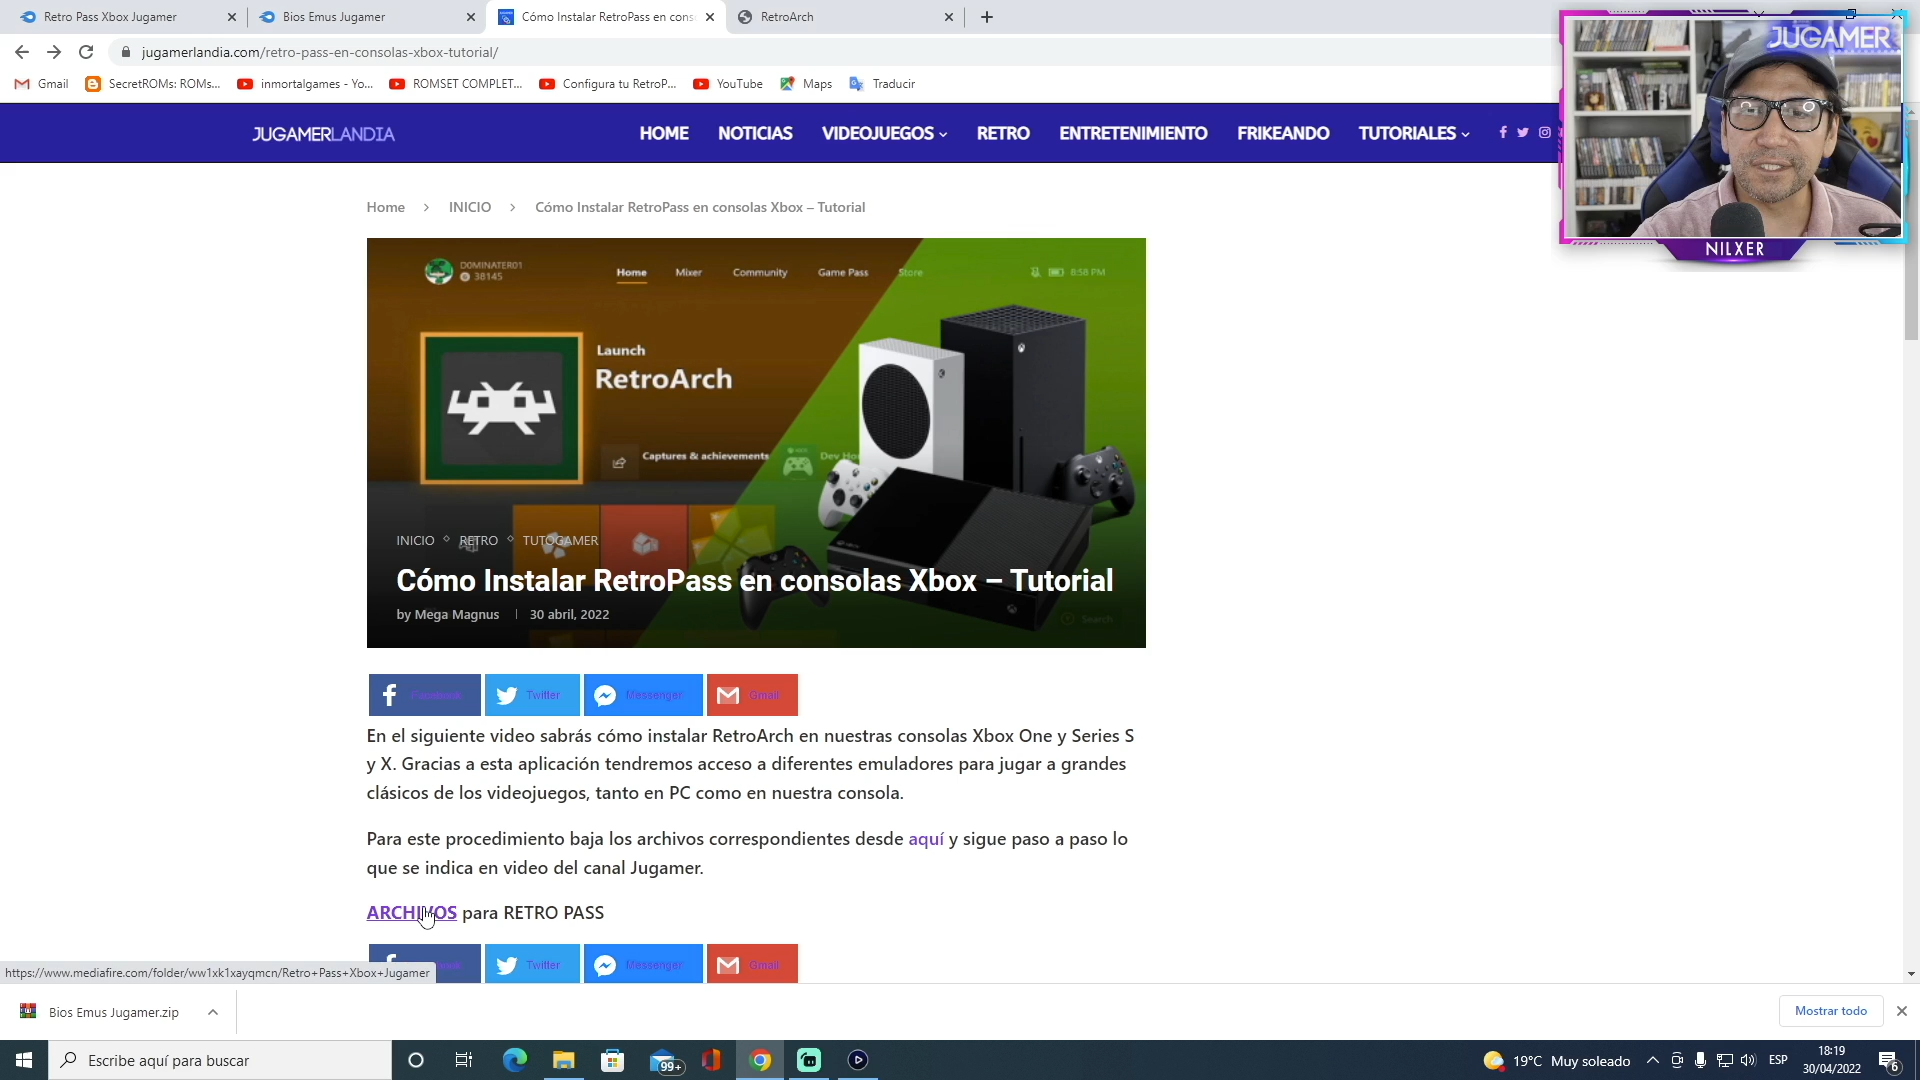 Retro Pass Xbox Jugamer
Bios Emus Jugamer
Cómo Instalar RetroPass en cons
RetroArch
jugamerlandia.com/retro-pass-en-consolas-xbox-tutorial/
Gmail
SecretROMs: ROMs...
inmortalgames - Yo...
ROMSET COMPLET...
Configura tu RetroP...
YouTube
Maps
Traducir
JUGAMER
NILXER
JUGAMERLANDIA
HOME NOTICIAS VIDEOJUEGOS RETRO ENTRETENIMIENTO FRIKEANDO TUTORIALES
Home > INICIO > Cómo Instalar RetroPass en consolas Xbox – Tutorial
D0MINATER01
38145
Home Mixer Community Game Pass Store
8:58 PM
Launch
RetroArch
Captures & achievements
Dev Ho
Search
INICIO ◇ RETRO ◇ TUTOGAMER
Cómo Instalar RetroPass en consolas Xbox – Tutorial
by Mega Magnus | 30 abril, 2022
Facebook Twitter Messenger Gmail
En el siguiente video sabrás cómo instalar RetroArch en nuestras consolas Xbox One y Series S
y X. Gracias a esta aplicación tendremos acceso a diferentes emuladores para jugar a grandes
clásicos de los videojuegos, tanto en PC como en nuestra consola.
Para este procedimiento baja los archivos correspondientes desde aquí y sigue paso a paso lo
que se indica en video del canal Jugamer.
ARCHIVOS para RETRO PASS
Twitter Messenger Gmail
https://www.mediafire.com/folder/ww1xk1xayqmcn/Retro+Pass+Xbox+Jugamer
Bios Emus Jugamer.zip
Mostrar todo
Escribe aquí para buscar
99+
19°C Muy soleado
ESP
18:19
30/04/2022
6